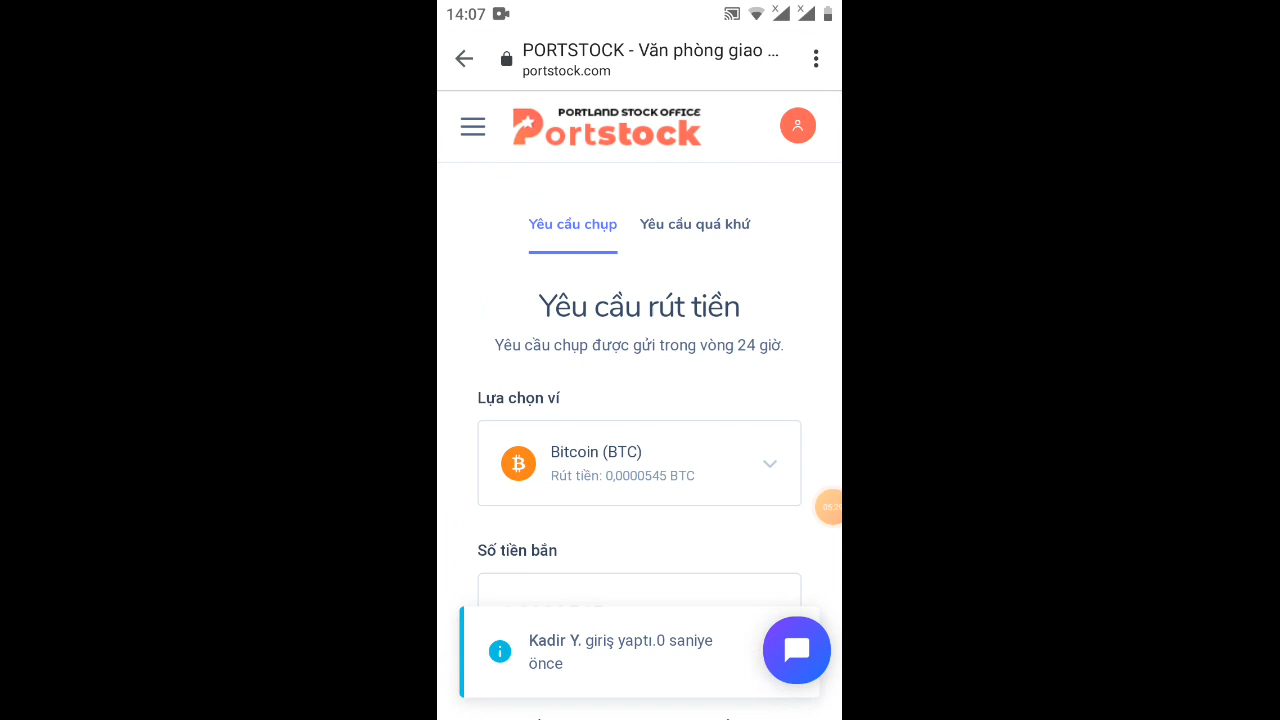 14:07
PORTSTOCK - Văn phòng giao ...
portstock.com
PORTLAND STOCK OFFICE
Portstock
Yêu cầu chụp
Yêu cầu quá khứ
Yêu cầu rút tiền
Yêu cầu chụp được gửi trong vòng 24 giờ.
Lựa chọn ví
Bitcoin (BTC)
Rút tiền: 0,0000545 BTC
Số tiền bắn
Kadir Y. giriş yaptı.0 saniye
önce